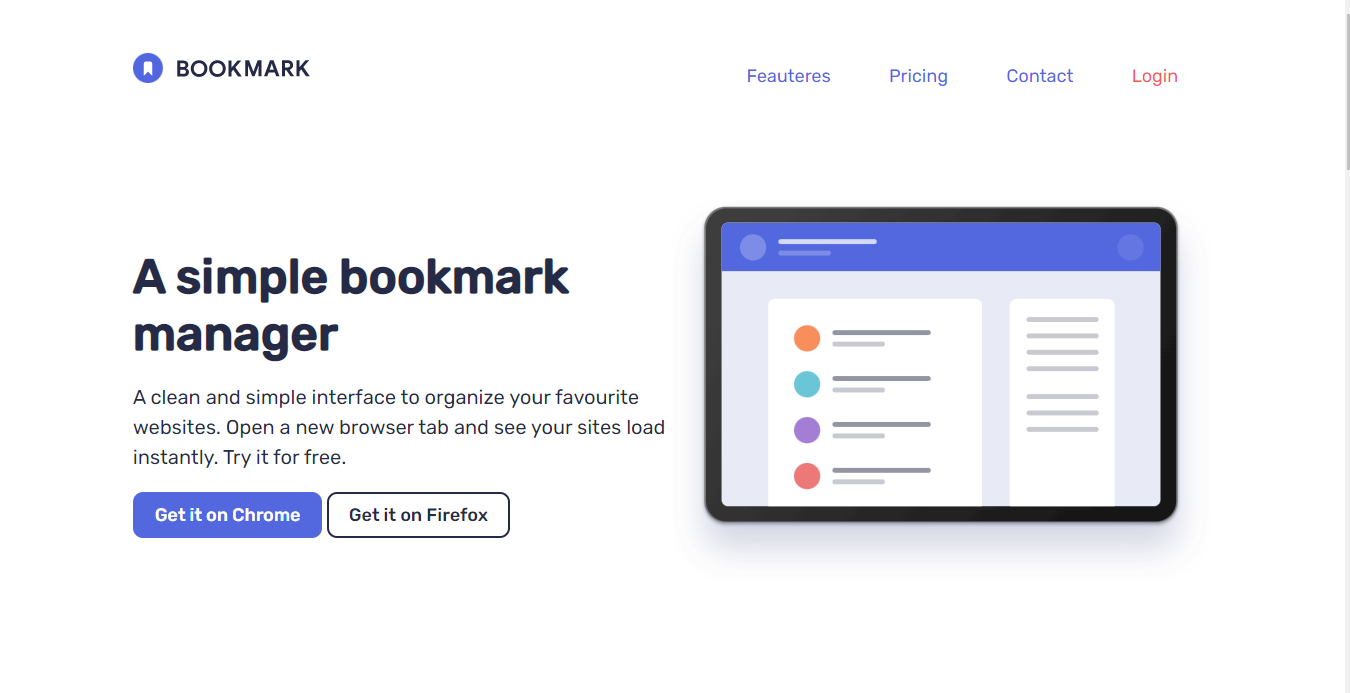 BOOKMARK
Feauteres Pricing Contact Login
A simple bookmark
manager
A clean and simple interface to organize your favourite
websites. Open a new browser tab and see your sites load
instantly. Try it for free.
Get it on Chrome Get it on Firefox